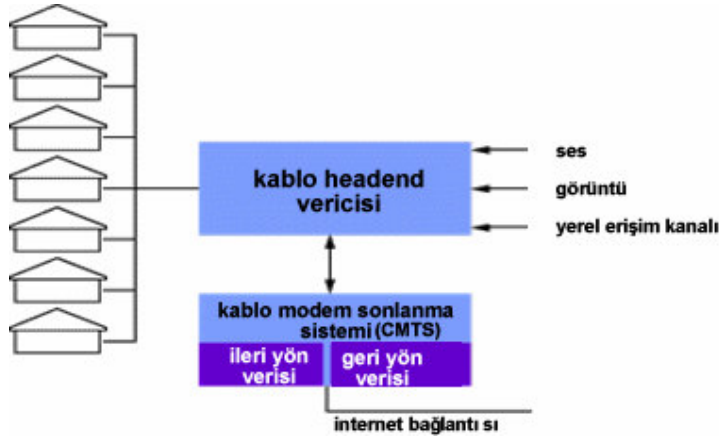 kablo headend
vericisi
ses
görüntü
yerel erişim kanalı
kablo modem sonlanma
sistemi (CMTS)
ileri yön
verisi
geri yön
verisi
internet bağlantı sı